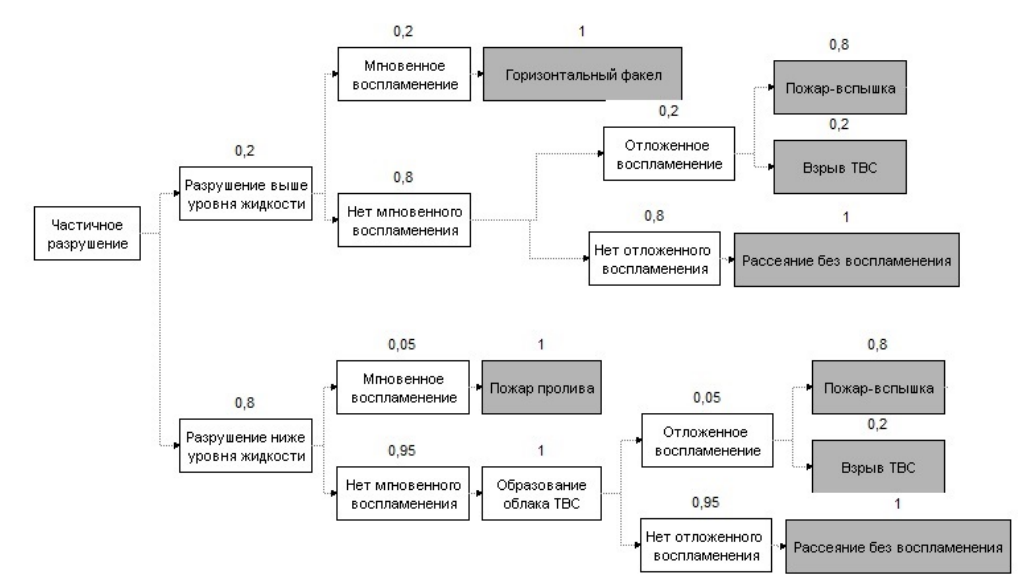 0,2
1
Мгновенное
воспламенение
Горизонтальный факел
0,8
Пожар-вспышка
0,2
Отложенное
воспламенение
0,2
Взрыв ТВС
0,2
Разрушение выше
уровня жидкости
0,8
Нет мгновенного
воспламенения
0,8
Нет отложенного
воспламенения
1
Рассеяние без воспламенения
Частичное
разрушение
0,05
Мгновенное
воспламенение
1
Пожар пролива
0,8
Пожар-вспышка
0,8
Разрушение ниже
уровня жидкости
0,05
Отложенное
воспламенение
0,2
Взрыв ТВС
0,95
Нет мгновенного
воспламенения
1
Образование
облака ТВС
0,95
Нет отложенного
воспламенения
1
Рассеяние без воспламенения